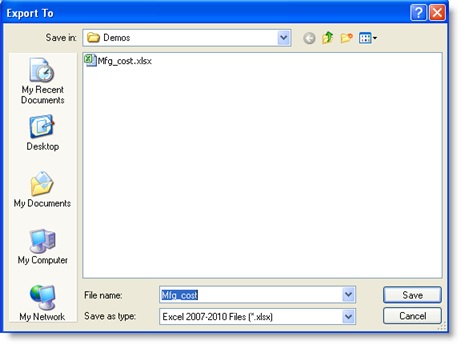 Export To
Save in:
Demos
Mfg_cost.xlsx
My Recent
Documents
Desktop
My Documents
My Computer
My Network
File name:
Mfg_cost
Save
Save as type:
Excel 2007-2010 Files (*.xlsx)
Cancel